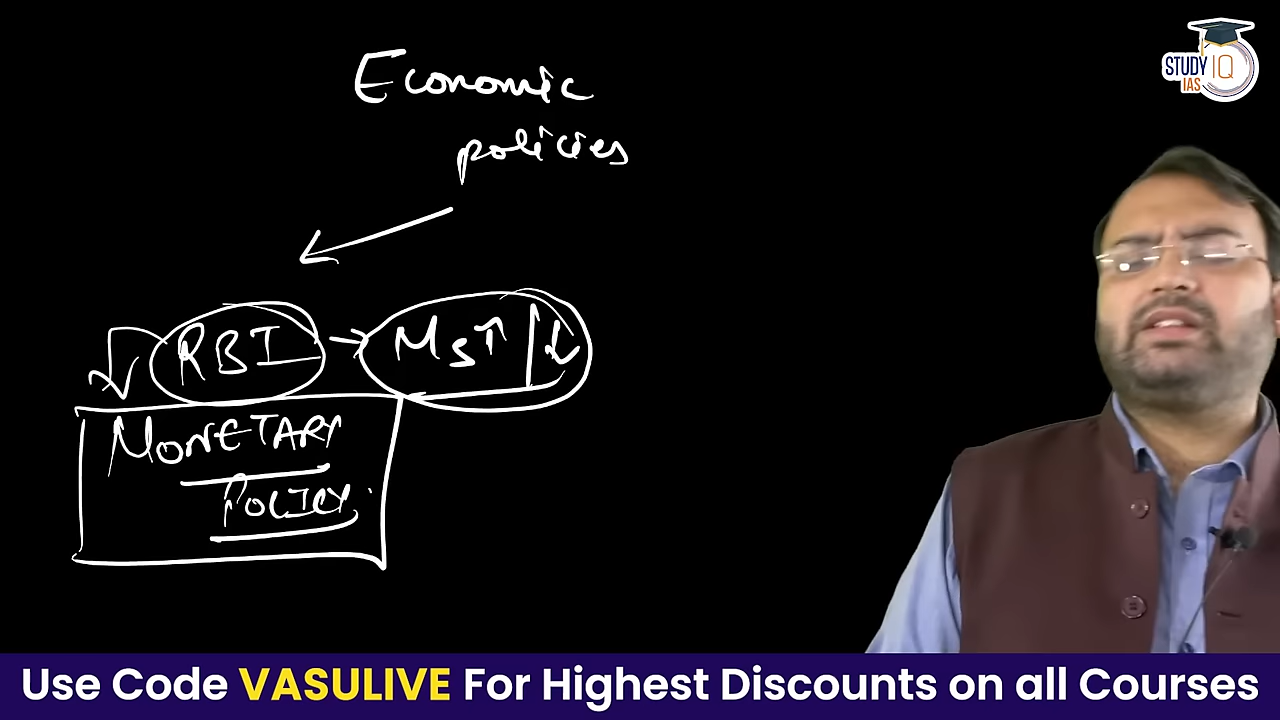 Economic
policies
RBI → Ms↑/↓
MONETARY
POLICY
STUDY IQ
IAS
Use Code VASULIVE For Highest Discounts on all Courses